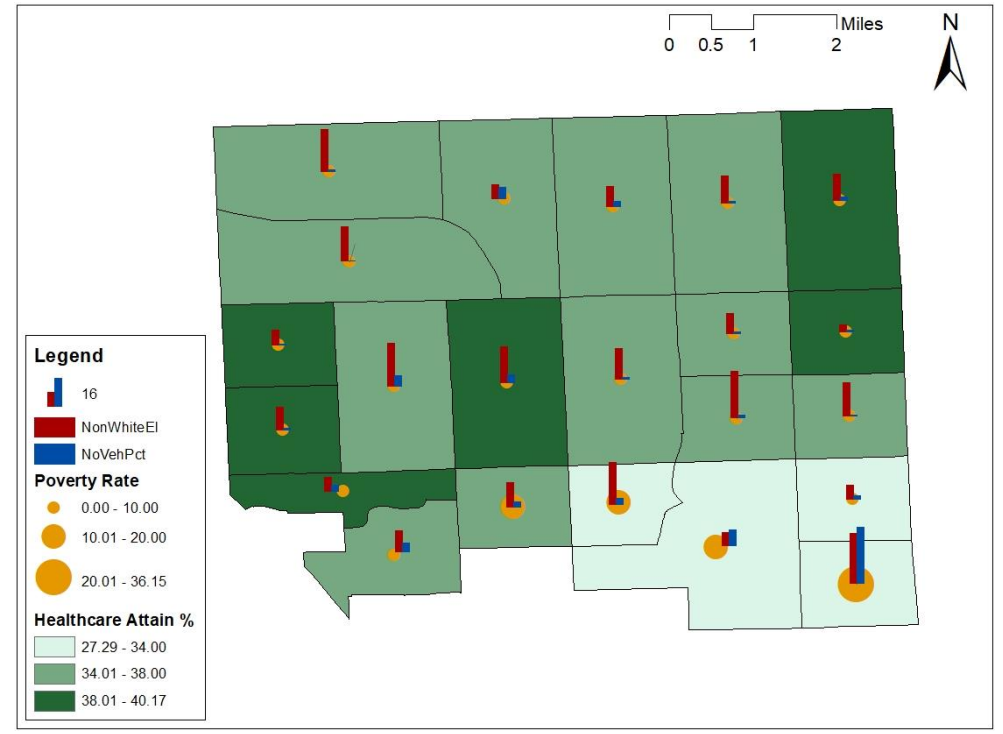 Miles
N
0 0.5 1 2
Legend
16
NonWhiteEl
NoVehPct
Poverty Rate
0.00 - 10.00
10.01 - 20.00
20.01 - 36.15
Healthcare Attain %
27.29 - 34.00
34.01 - 38.00
38.01 - 40.17